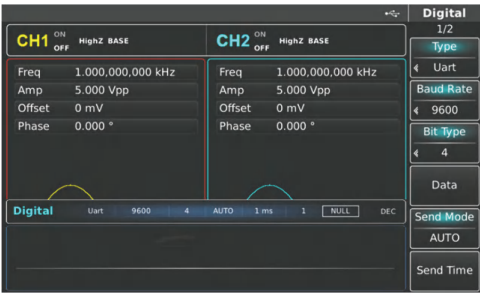 Digital
1/2
CH1 ON OFF HighZ BASE
CH2 ON OFF HighZ BASE
Type
Uart
Freq 1.000,000,000 kHz
Amp 5.000 Vpp
Offset 0 mV
Phase 0.000 °
Freq 1.000,000,000 kHz
Amp 5.000 Vpp
Offset 0 mV
Phase 0.000 °
Baud Rate
9600
Bit Type
4
Data
Digital Uart 9600 4 AUTO 1 ms 1 NULL DEC
Send Mode
AUTO
Send Time